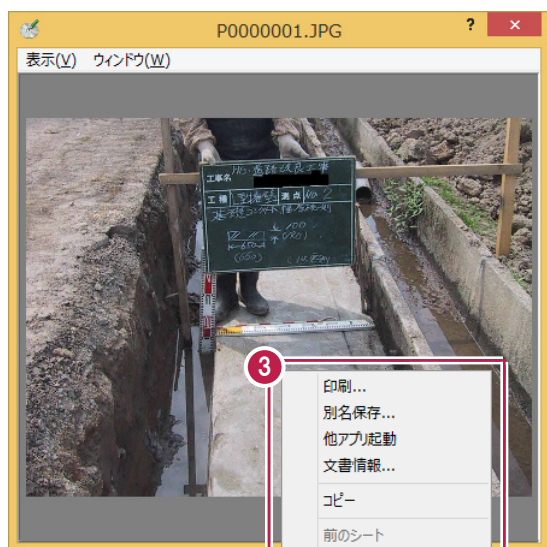 P0000001.JPG
? ×
表示(V) ウィンドウ(W)
工事名
工種 測点 No 2
3
印刷...
別名保存...
他アプリ起動
文書情報...
コピー
前のシート